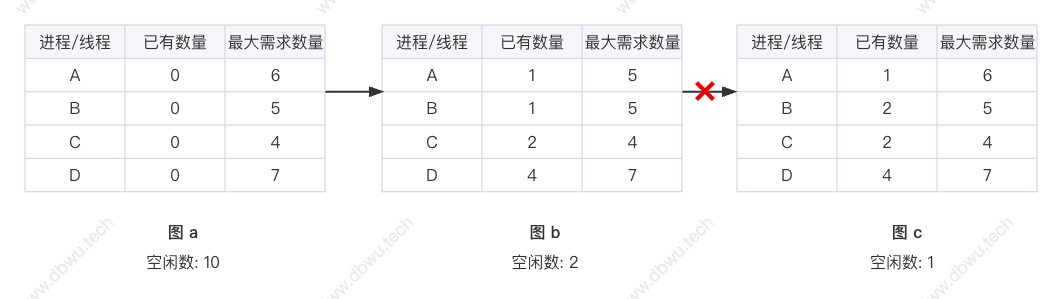 进程/线程 已有数量 最大需求数量
A 0 6
B 0 5
C 0 4
D 0 7
图 a
空闲数: 10
进程/线程 已有数量 最大需求数量
A 1 5
B 1 5
C 2 4
D 4 7
图 b
空闲数: 2
进程/线程 已有数量 最大需求数量
A 1 6
B 2 5
C 2 4
D 4 7
图 c
空闲数: 1
www.dbwu.tech
www.dbwu.tech
www.dbwu.tech
www.dbwu.tech